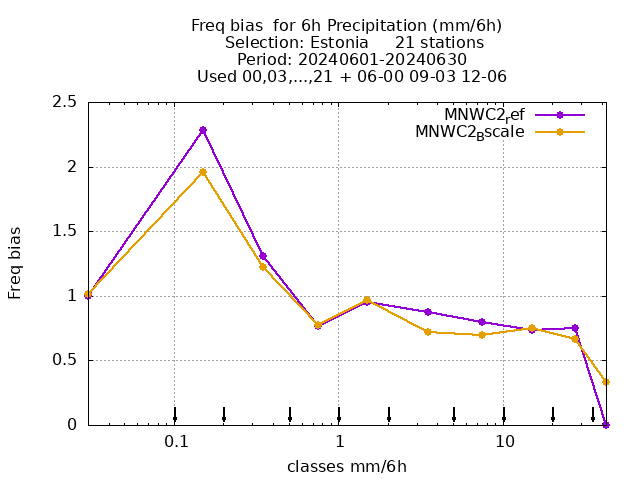 Freq bias  for 6h Precipitation (mm/6h)
Selection: Estonia     21 stations
Period: 20240601-20240630
Used 00,03,...,21 + 06-00 09-03 12-06
MNWC2ref
MNWC2Bscale
2.5
2
1.5
1
0.5
0
Freq bias
0.1
1
10
classes mm/6h